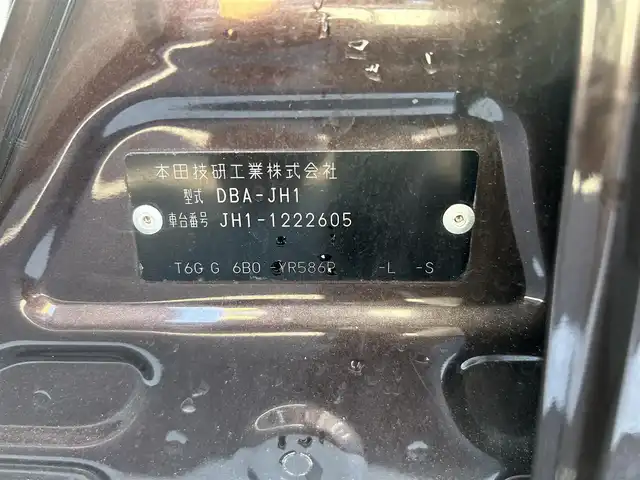 本田技研工業株式会社
型式 DBA-JH1
車台番号 JH1-1222605
T6G G 6B0 -YR586P -L -S